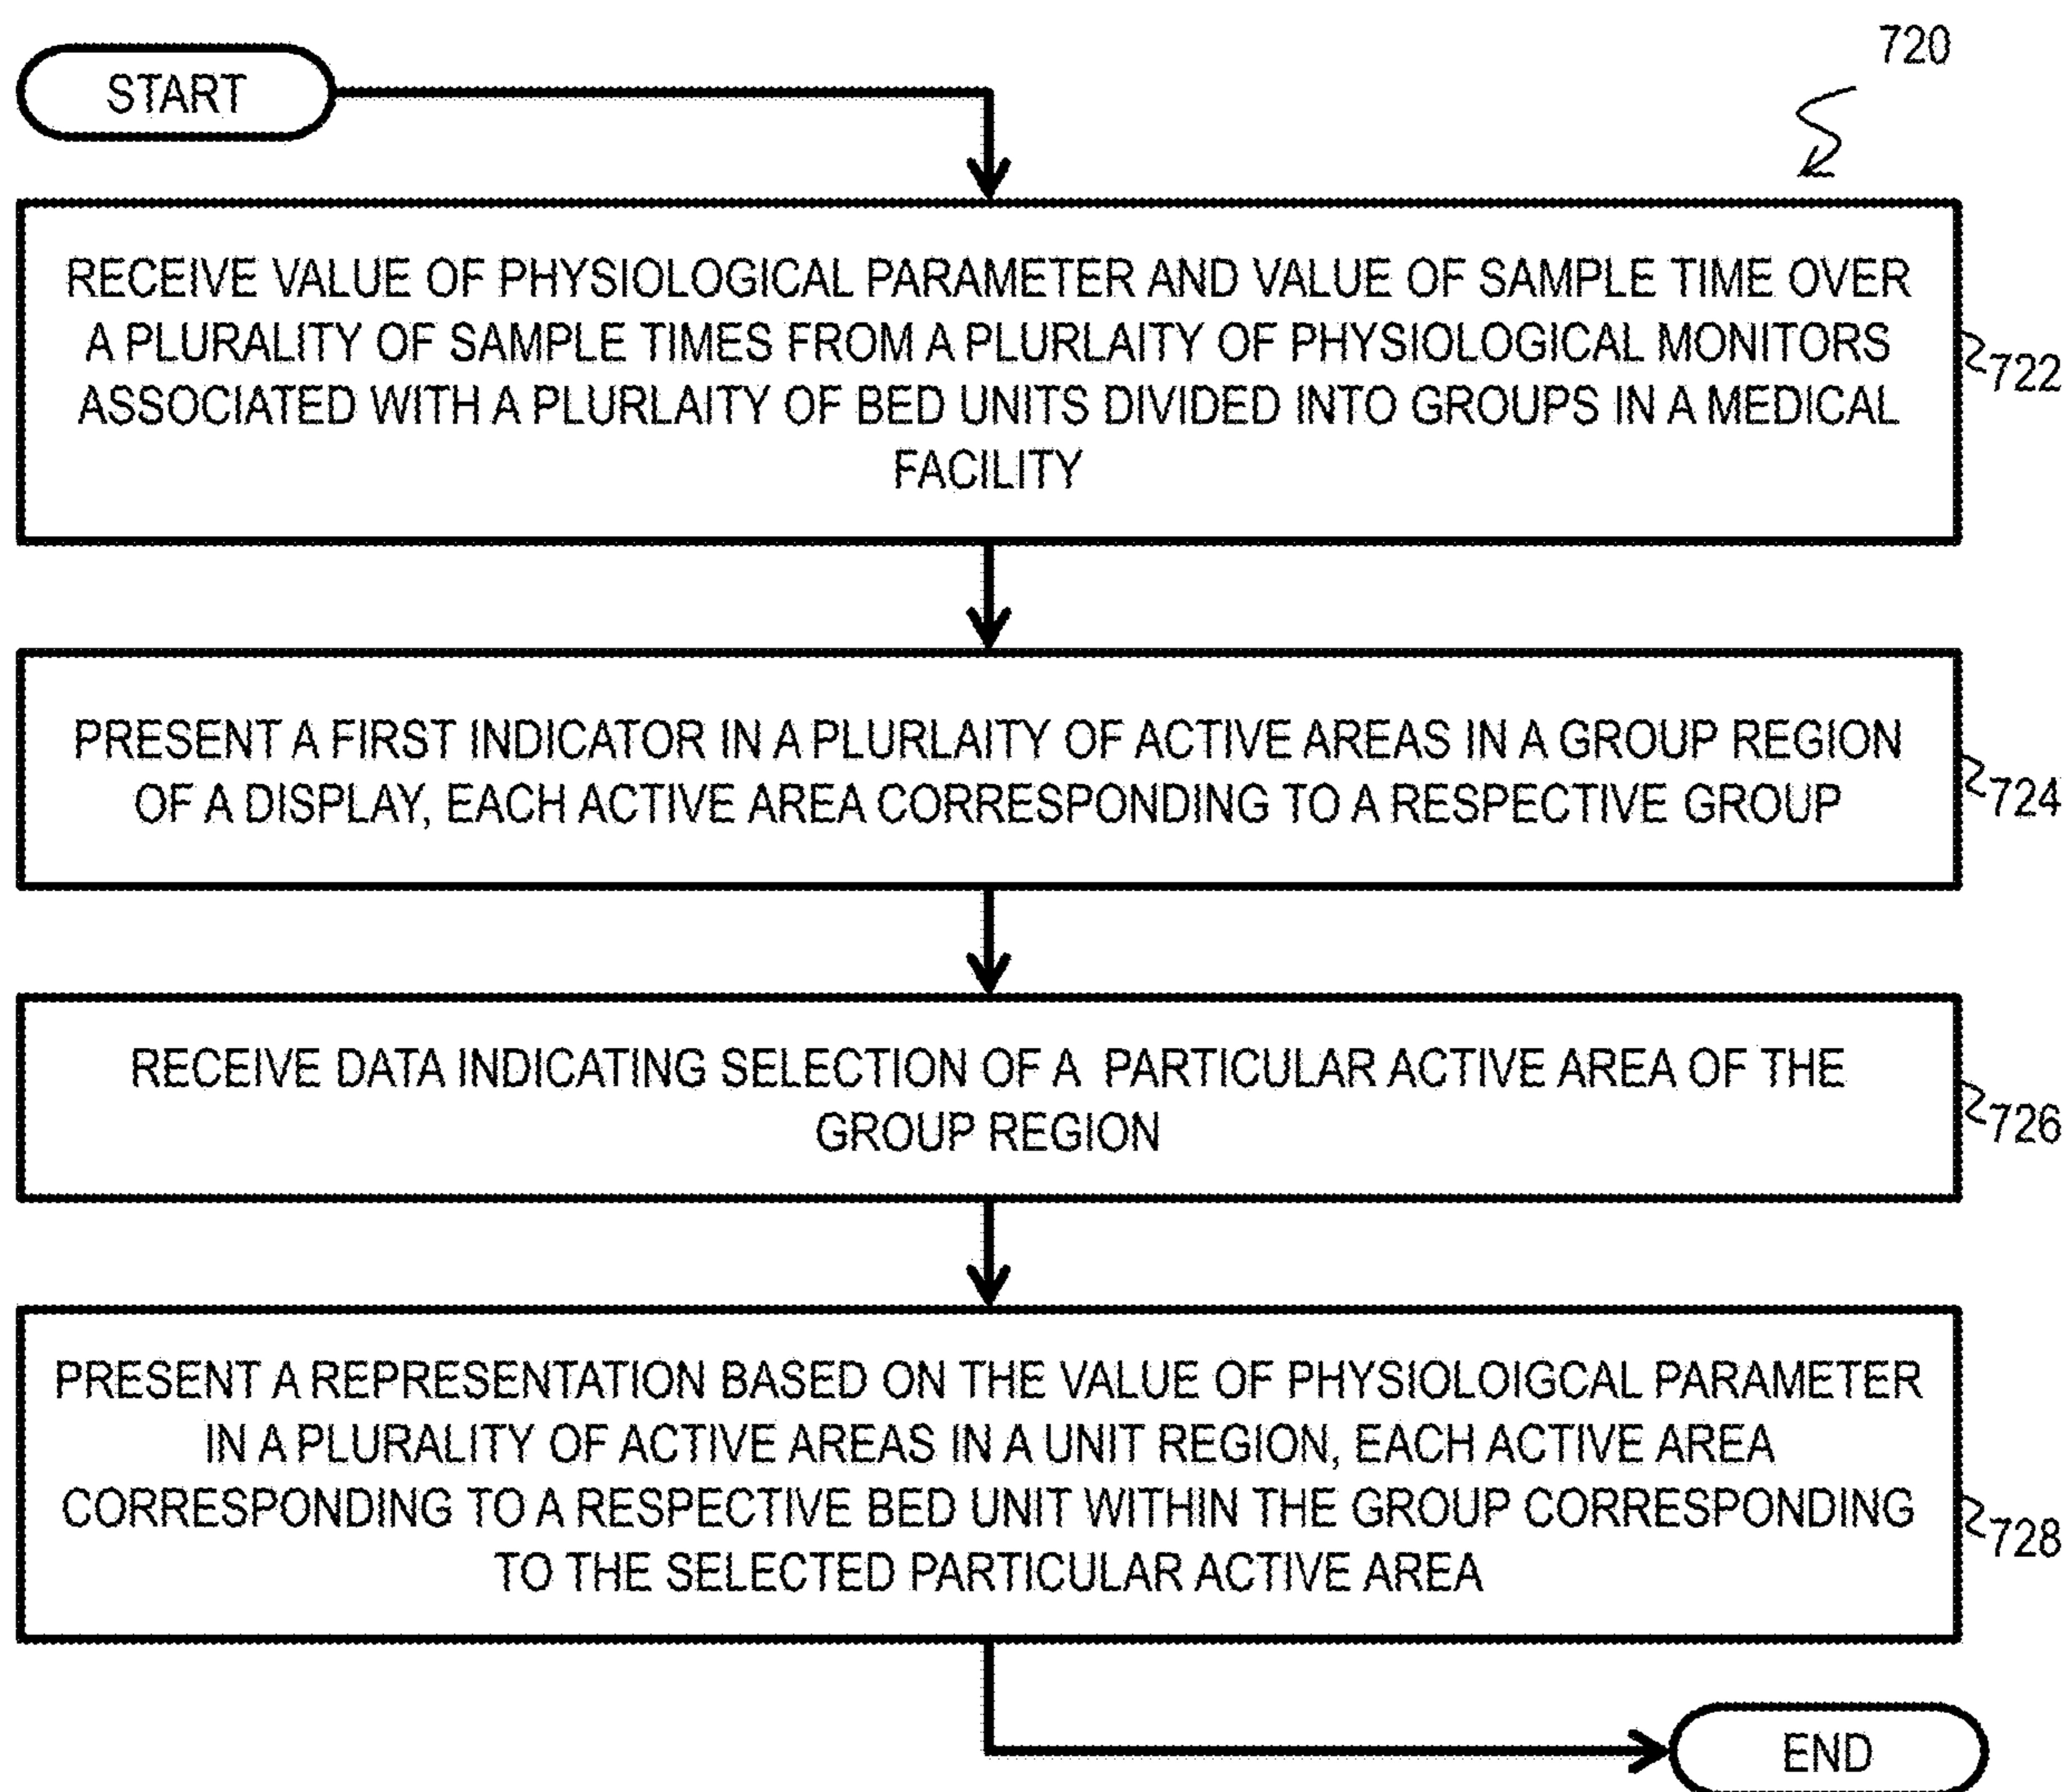 720
START
RECEIVE VALUE OF PHYSIOLOGICAL PARAMETER AND VALUE OF SAMPLE TIME OVER
A PLURALITY OF SAMPLE TIMES FROM A PLURLAITY OF PHYSIOLOGICAL MONITORS
ASSOCIATED WITH A PLURLAITY OF BED UNITS DIVIDED INTO GROUPS IN A MEDICAL
FACILITY
722
PRESENT A FIRST INDICATOR IN A PLURLAITY OF ACTIVE AREAS IN A GROUP REGION
OF A DISPLAY, EACH ACTIVE AREA CORRESPONDING TO A RESPECTIVE GROUP
724
RECEIVE DATA INDICATING SELECTION OF A PARTICULAR ACTIVE AREA OF THE
GROUP REGION
726
PRESENT A REPRESENTATION BASED ON THE VALUE OF PHYSIOLOIGCAL PARAMETER
IN A PLURALITY OF ACTIVE AREAS IN A UNIT REGION, EACH ACTIVE AREA
CORRESPONDING TO A RESPECTIVE BED UNIT WITHIN THE GROUP CORRESPONDING
TO THE SELECTED PARTICULAR ACTIVE AREA
728
END